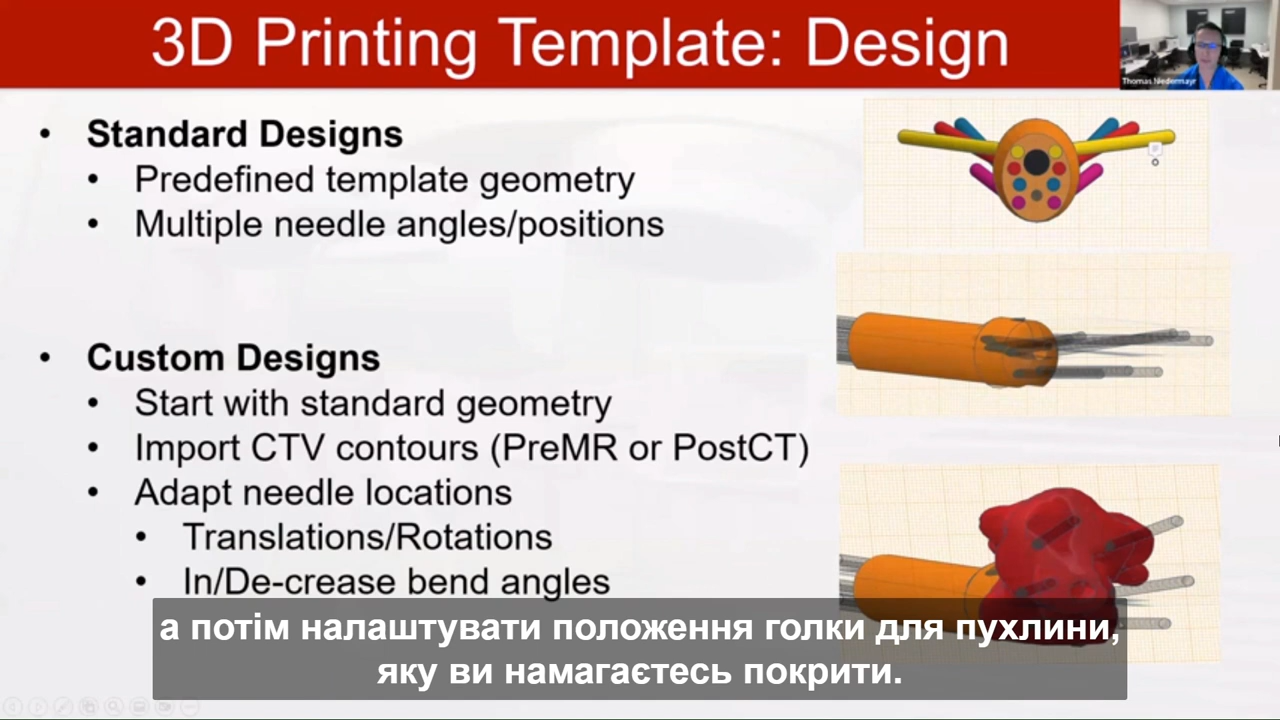 3D Printing Template: Design
Thomas Niedermayr
• Standard Designs
• Predefined template geometry
• Multiple needle angles/positions
• Custom Designs
• Start with standard geometry
• Import CTV contours (PreMR or PostCT)
• Adapt needle locations
• Translations/Rotations
• In/De-crease bend angles
а потім налаштувати положення голки для пухлини,
яку ви намагаєтесь покрити.